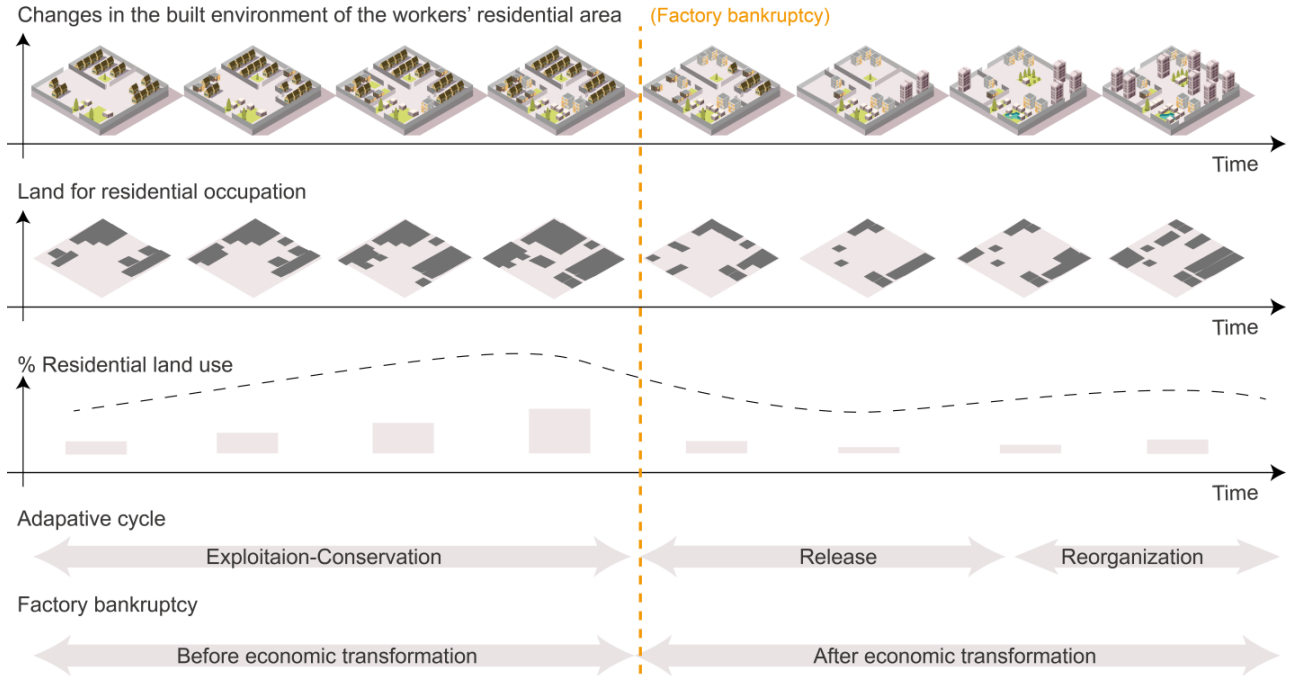 Changes in the built environment of the workers’ residential area
(Factory bankruptcy)
Time
Land for residential occupation
Time
% Residential land use
Time
Adapative cycle
Exploitaion-Conservation
Release
Reorganization
Factory bankruptcy
Before economic transformation
After economic transformation